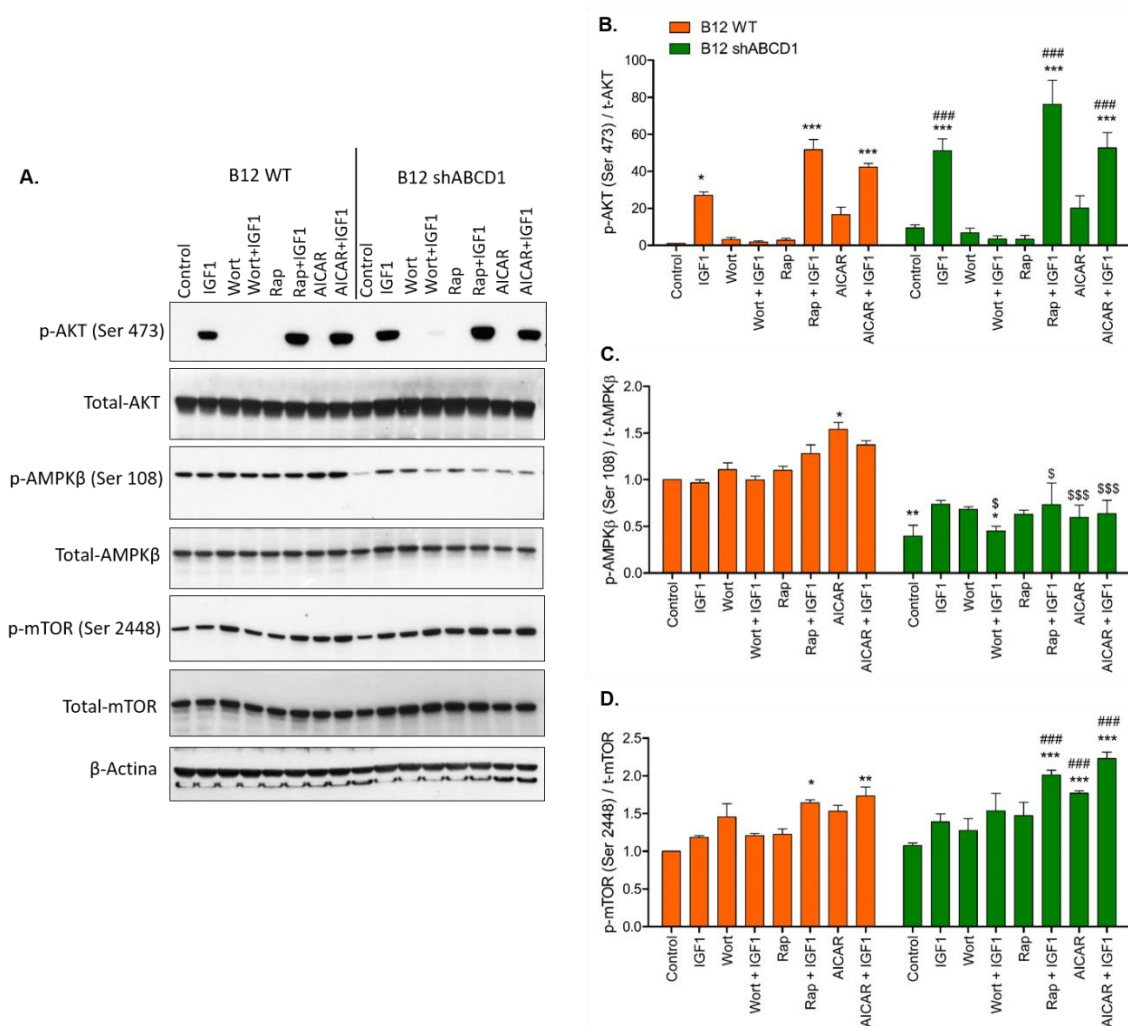 A.
B12 WT
B12 shABCD1
Control
IGF1
Wort
Wort+IGF1
Rap
Rap+IGF1
AICAR
AICAR+IGF1
Control
IGF1
Wort
Wort+IGF1
Rap
Rap+IGF1
AICAR
AICAR+IGF1
p-AKT (Ser 473)
Total-AKT
p-AMPKβ (Ser 108)
Total-AMPKβ
p-mTOR (Ser 2448)
Total-mTOR
β-Actina
B.
B12 WT
B12 shABCD1
p-AKT (Ser 473) / t-AKT
100
80
60
40
20
0
*
***
***
###
***
###
***
###
***
Control
IGF1
Wort
Wort + IGF1
Rap
Rap + IGF1
AICAR
AICAR + IGF1
Control
IGF1
Wort
Wort + IGF1
Rap
Rap + IGF1
AICAR
AICAR + IGF1
C.
p-AMPKβ (Ser 108) / t-AMPKβ
2.0
1.5
1.0
0.5
0.0
*
**
$
*
$
$$$
$$$
Control
IGF1
Wort
Wort + IGF1
Rap
Rap + IGF1
AICAR
AICAR + IGF1
Control
IGF1
Wort
Wort + IGF1
Rap
Rap + IGF1
AICAR
AICAR + IGF1
D.
p-mTOR (Ser 2448) / t-mTOR
2.5
2.0
1.5
1.0
0.5
0.0
*
**
###
***
###
***
###
***
Control
IGF1
Wort
Wort + IGF1
Rap
Rap + IGF1
AICAR
AICAR + IGF1
Control
IGF1
Wort
Wort + IGF1
Rap
Rap + IGF1
AICAR
AICAR + IGF1